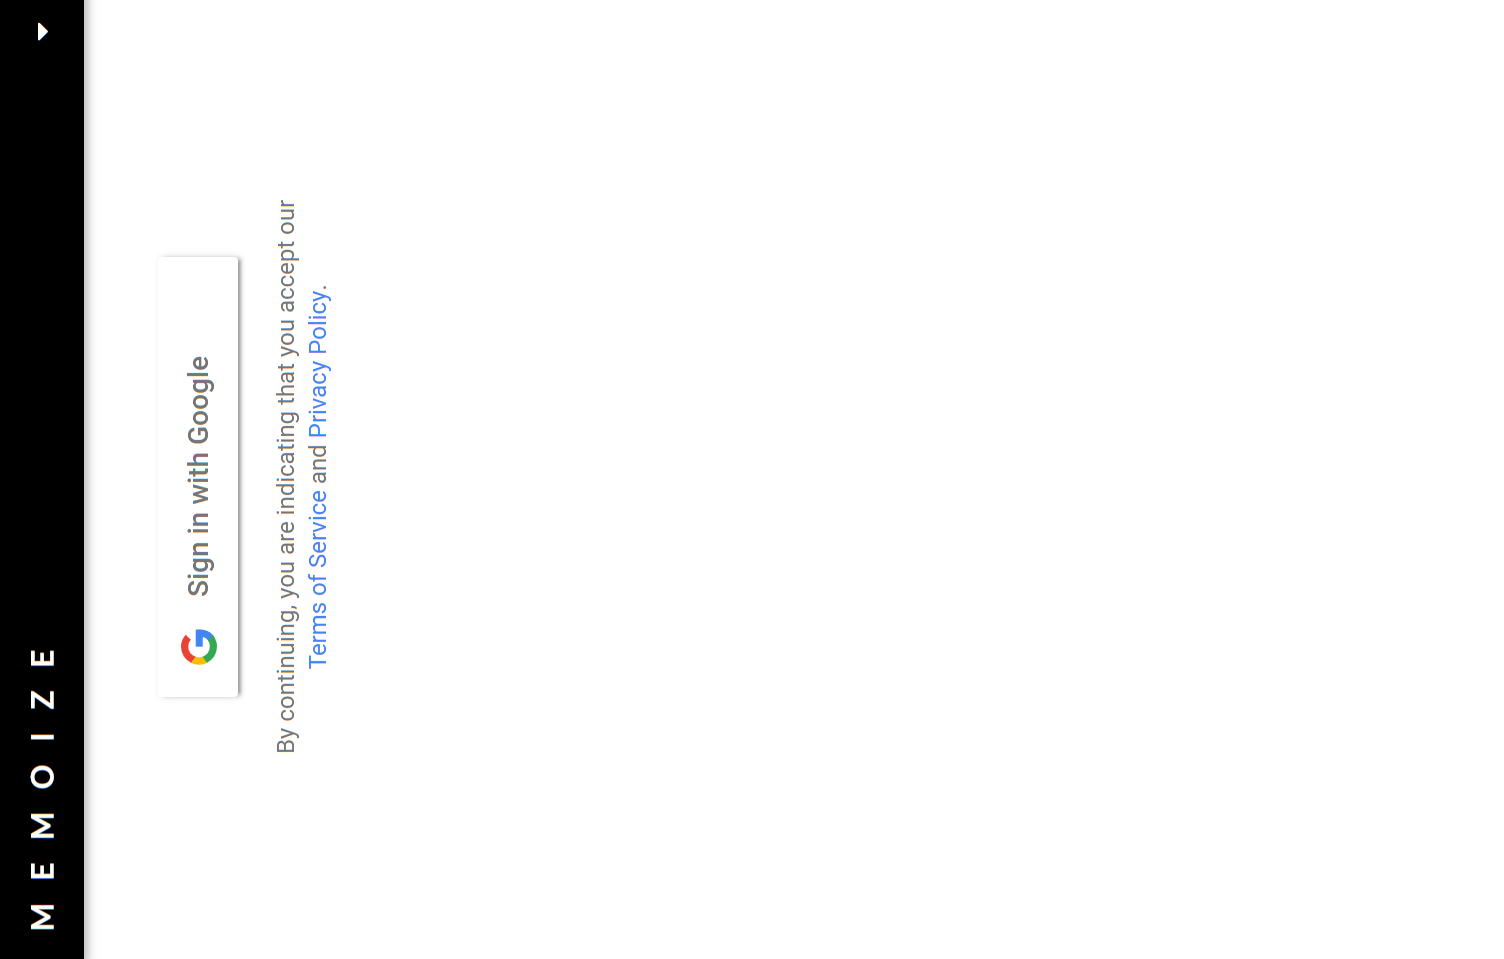 M E M O I Z E
Sign in with Google
By continuing, you are indicating that you accept our
Terms of Service and Privacy Policy.